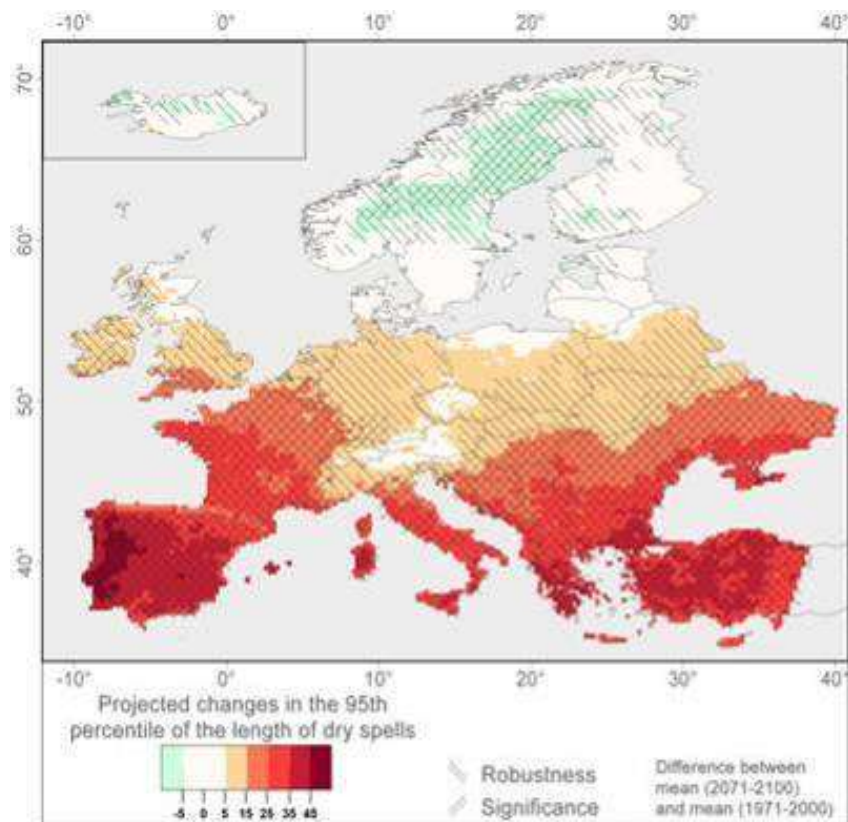 -10° 0° 10° 20° 30° 40°
70°
60°
50°
40°
-10° 0° 10° 20° 30° 40°
Projected changes in the 95th
percentile of the length of dry spells
-5 0 5 15 25 35 45
Robustness
Significance
Difference between
mean (2071-2100)
and mean (1971-2000)